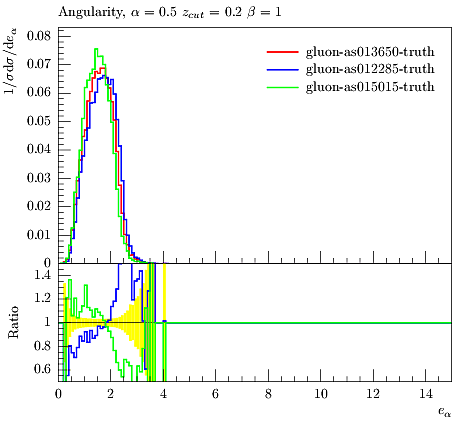 Angularity, α = 0.5 z_cut = 0.2 β = 1
1/σ dσ/de_α
0.08
0.07
0.06
0.05
0.04
0.03
0.02
0.01
0
gluon-as013650-truth
gluon-as012285-truth
gluon-as015015-truth
Ratio
1.4
1.2
1
0.8
0.6
0 2 4 6 8 10 12 14
e_α